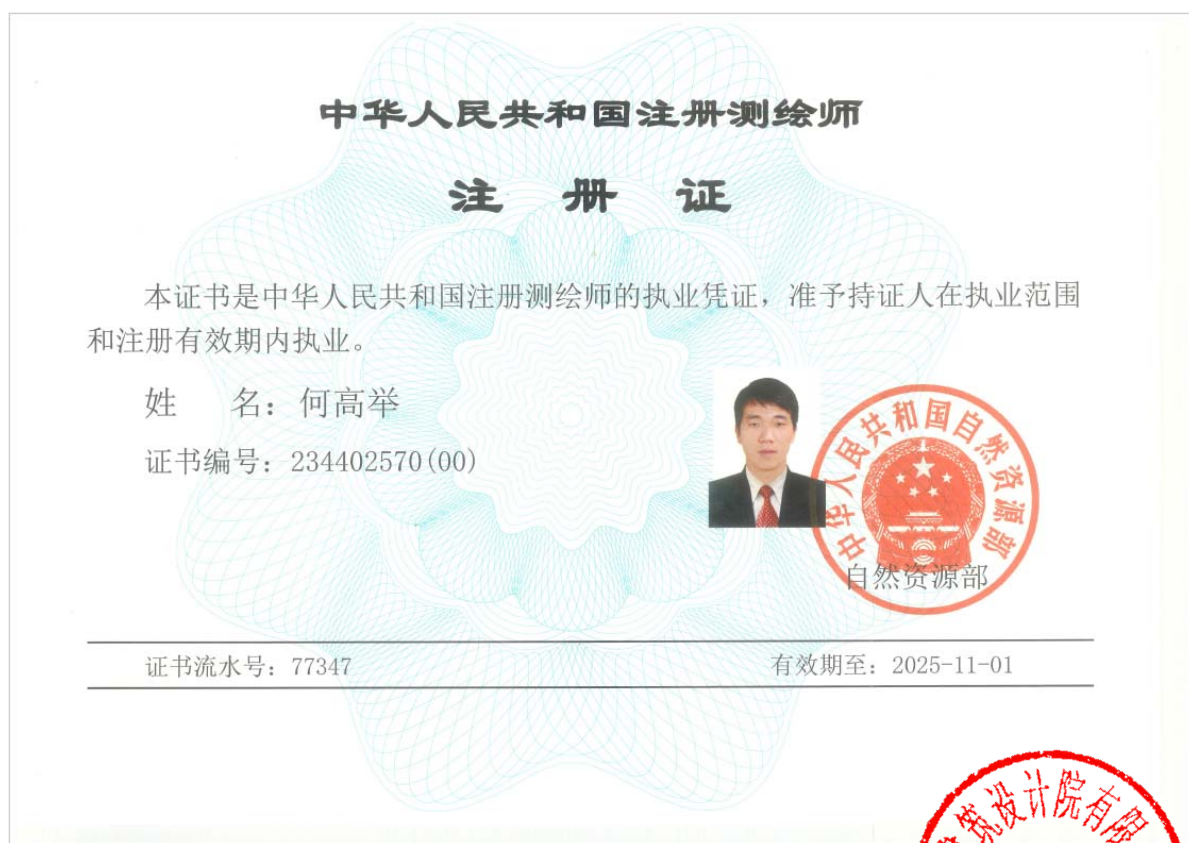 中华人民共和国注册测绘师
注 册 证
本证书是中华人民共和国注册测绘师的执业凭证，准予持证人在执业范围
和注册有效期内执业。
姓 名：何高举
证书编号：234402570(00)
中华人民共和国自然资源部
自然资源部
证书流水号：77347
有效期至：2025-11-01
筑设计院有限